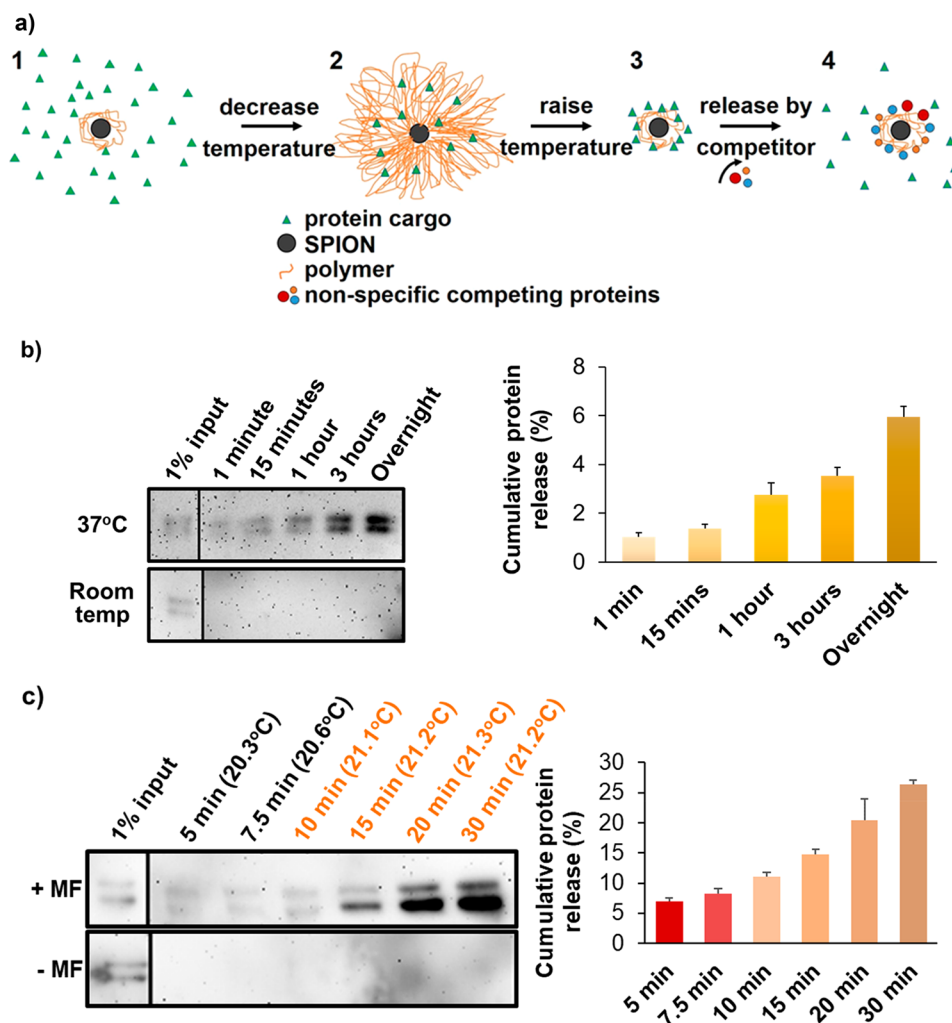 a)
1
2
3
4
decrease
temperature
raise
temperature
release by
competitor
protein cargo
SPION
polymer
non-specific competing proteins
b)
1% input
1 minute
15 minutes
1 hour
3 hours
Overnight
37°C
Room
temp
Cumulative protein
release (%)
8
6
4
2
0
1 min
15 mins
1 hour
3 hours
Overnight
c)
1% input
5 min (20.3°C)
7.5 min (20.6°C)
10 min (21.1°C)
15 min (21.2°C)
20 min (21.3°C)
30 min (21.2°C)
+ MF
- MF
Cumulative protein
release (%)
30
25
20
15
10
5
0
5 min
7.5 min
10 min
15 min
20 min
30 min